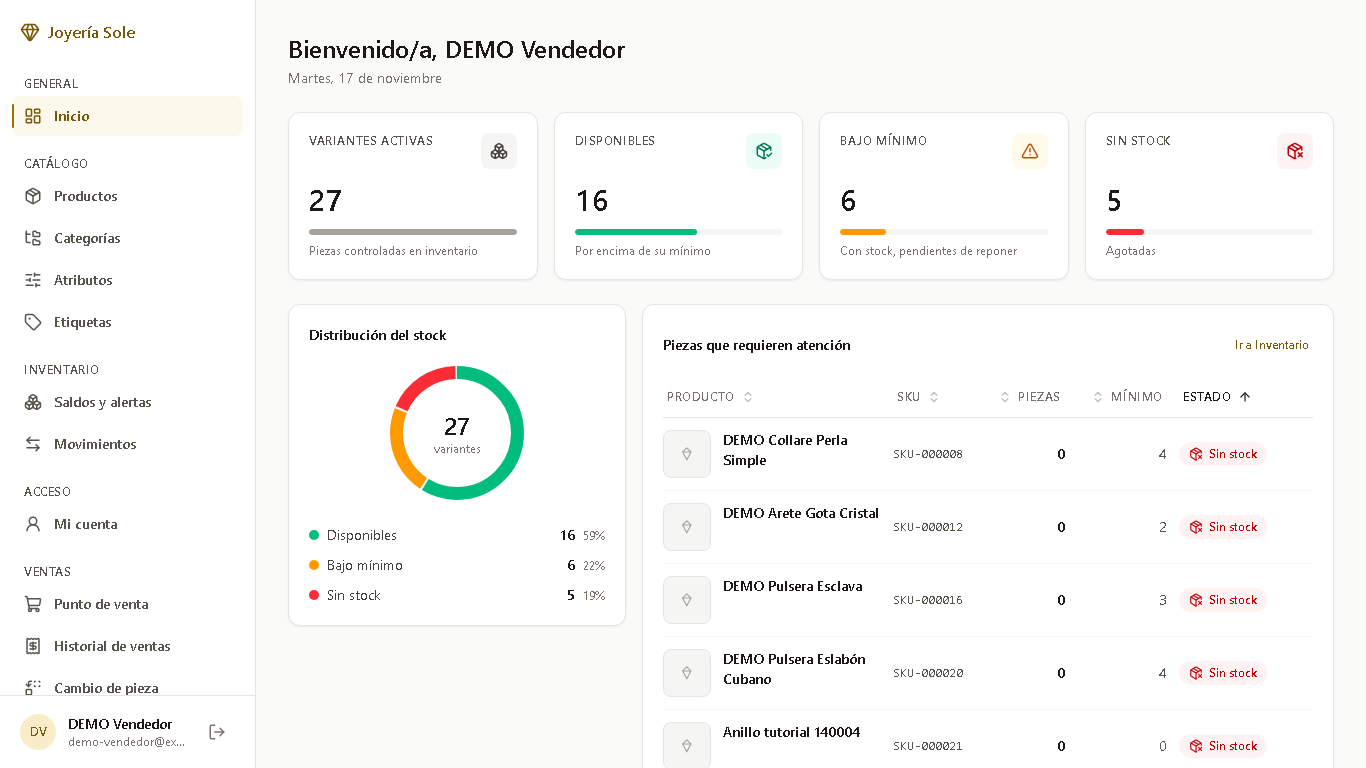 Joyería Sole
GENERAL
Inicio
CATÁLOGO
Productos
Categorías
Atributos
Etiquetas
INVENTARIO
Saldos y alertas
Movimientos
ACCESO
Mi cuenta
VENTAS
Punto de venta
Historial de ventas
Cambio de pieza
DV
DEMO Vendedor
demo-vendedor@ex...
Bienvenido/a, DEMO Vendedor
Martes, 17 de noviembre
VARIANTES ACTIVAS
27
Piezas controladas en inventario
DISPONIBLES
16
Por encima de su mínimo
BAJO MÍNIMO
6
Con stock, pendientes de reponer
SIN STOCK
5
Agotadas
Distribución del stock
27
variantes
Disponibles 16 59%
Bajo mínimo 6 22%
Sin stock 5 19%
Piezas que requieren atención
Ir a Inventario
PRODUCTO SKU PIEZAS MÍNIMO ESTADO
DEMO Collare Perla
Simple
SKU-000008 0 4 Sin stock
DEMO Arete Gota Cristal
SKU-000012 0 2 Sin stock
DEMO Pulsera Esclava
SKU-000016 0 3 Sin stock
DEMO Pulsera Eslabón
Cubano
SKU-000020 0 4 Sin stock
Anillo tutorial 140004
SKU-000021 0 0 Sin stock